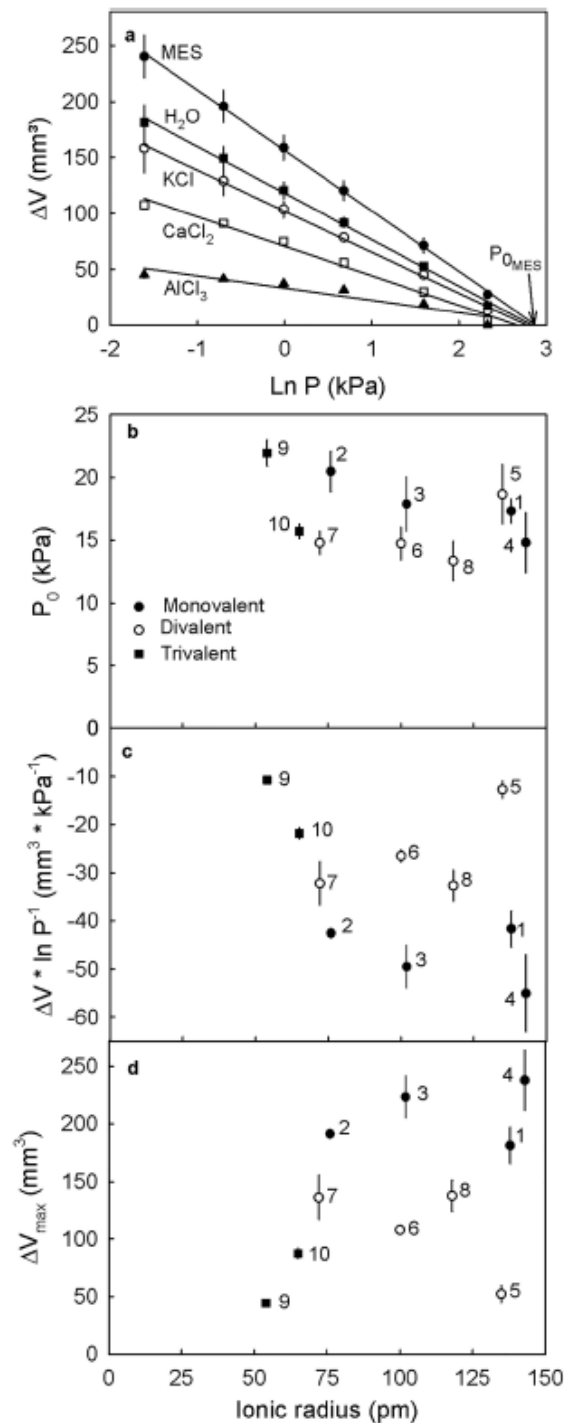 a
ΔV (mm³)
250
200
150
100
50
0
MES
H₂O
KCl
CaCl₂
AlCl₃
P₀MES
-2 -1 0 1 2 3
Ln P (kPa)
b
P₀ (kPa)
25
20
15
10
5
0
9
2
3
5
1
10
7
6
8
4
Monovalent
Divalent
Trivalent
c
ΔV * ln P⁻¹ (mm³ * kPa⁻¹)
-10
-20
-30
-40
-50
-60
9
5
10
6
7
8
2
1
3
4
d
ΔVmax (mm³)
250
200
150
100
50
0
4
3
2
1
7
8
6
10
9
5
0 25 50 75 100 125 150
Ionic radius (pm)